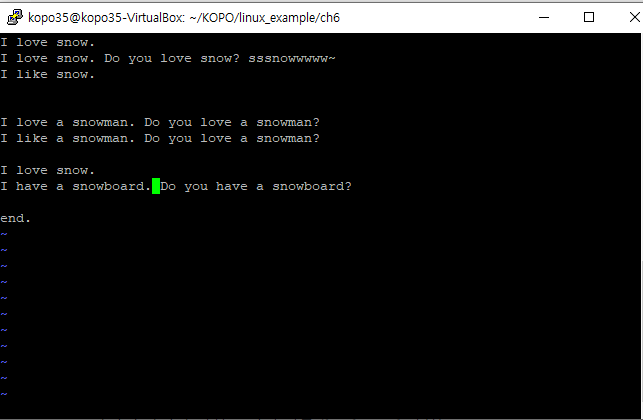 kopo35@kopo35-VirtualBox: ~/KOPO/linux_example/ch6
I love snow.
I love snow. Do you love snow? sssnowwwww~
I like snow.
I love a snowman. Do you love a snowman?
I like a snowman. Do you love a snowman?
I love snow.
I have a snowboard. Do you have a snowboard?
end.
~
~
~
~
~
~
~
~
~
~
~